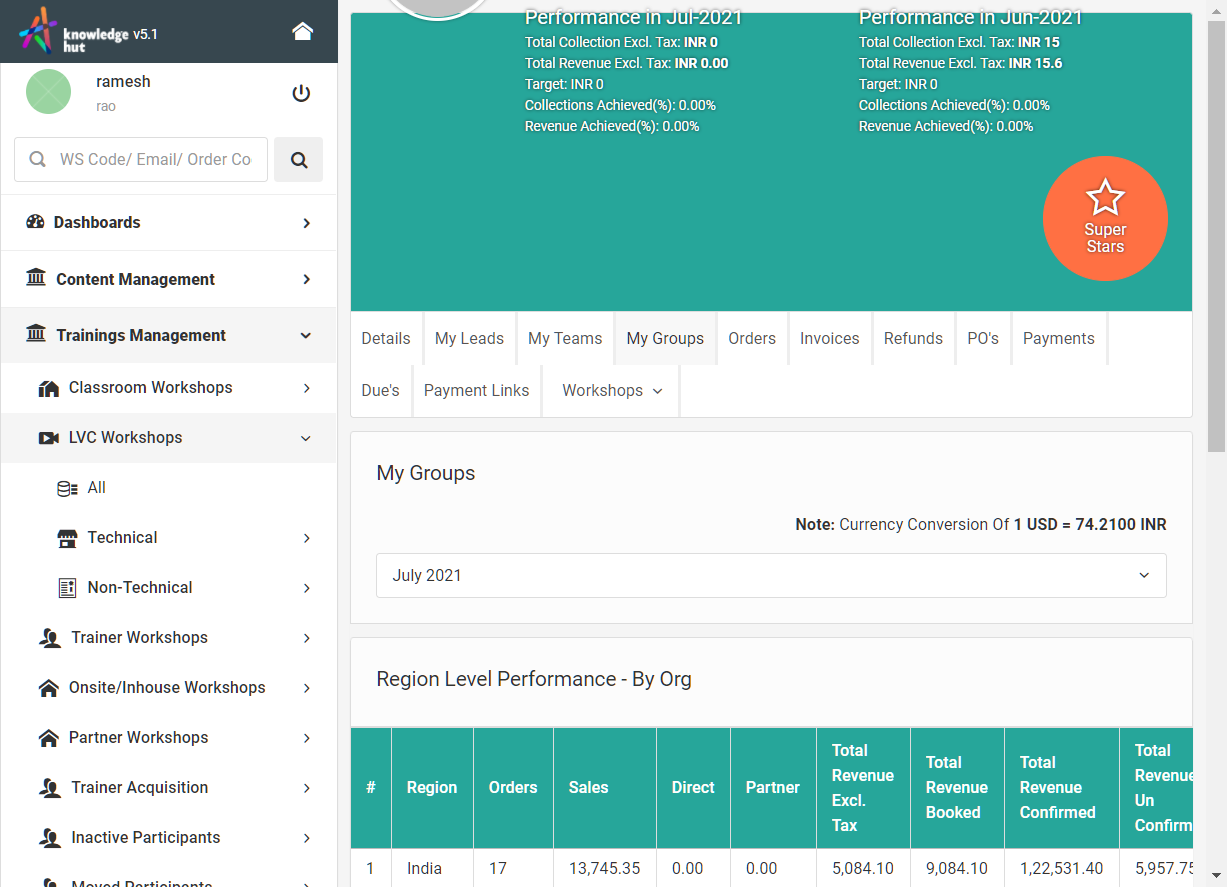 knowledge
hut
v5.1
ramesh
rao
WS Code/ Email/ Order Co
Dashboards
Content Management
Trainings Management
Classroom Workshops
LVC Workshops
All
Technical
Non-Technical
Trainer Workshops
Onsite/Inhouse Workshops
Partner Workshops
Trainer Acquisition
Inactive Participants
Moved Participants
Performance in Jul-2021
Total Collection Excl. Tax: INR 0
Total Revenue Excl. Tax: INR 0.00
Target: INR 0
Collections Achieved(%): 0.00%
Revenue Achieved(%): 0.00%
Performance in Jun-2021
Total Collection Excl. Tax: INR 15
Total Revenue Excl. Tax: INR 15.6
Target: INR 0
Collections Achieved(%): 0.00%
Revenue Achieved(%): 0.00%
Super
Stars
Details My Leads My Teams My Groups Orders Invoices Refunds PO's Payments
Due's Payment Links Workshops
My Groups
Note: Currency Conversion Of 1 USD = 74.2100 INR
July 2021
Region Level Performance - By Org
# Region Orders Sales Direct Partner
Total
Revenue
Excl.
Tax
Total
Revenue
Booked
Total
Revenue
Confirmed
Total
Revenue
Un
Confirm
1 India 17 13,745.35 0.00 0.00 5,084.10 9,084.10 1,22,531.40 5,957.75